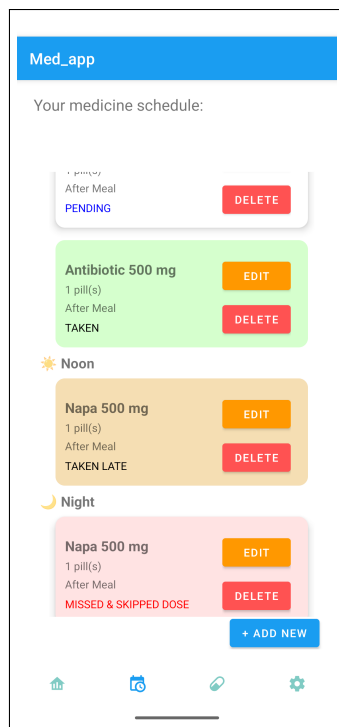 Med_app
Your medicine schedule:
1 pill(s)
After Meal
DELETE
PENDING
Antibiotic 500 mg
EDIT
1 pill(s)
After Meal
DELETE
TAKEN
Noon
Napa 500 mg
EDIT
1 pill(s)
After Meal
DELETE
TAKEN LATE
Night
Napa 500 mg
EDIT
1 pill(s)
After Meal
DELETE
MISSED & SKIPPED DOSE
+ ADD NEW